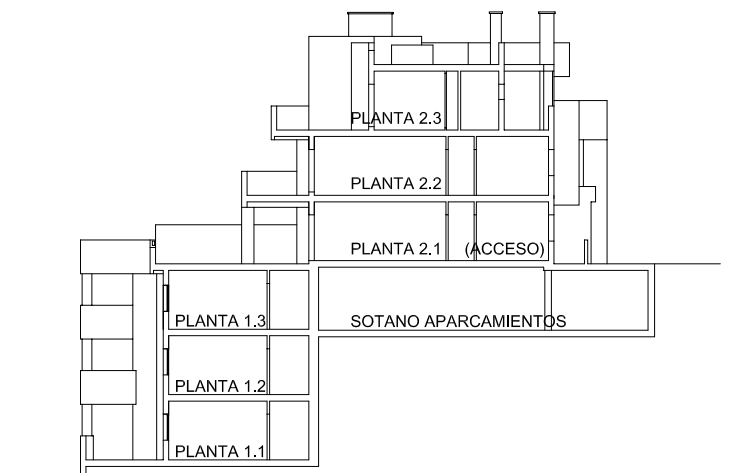 PLANTA 2.3
PLANTA 2.2
PLANTA 2.1 (ACCESO)
PLANTA 1.3
SOTANO APARCAMIENTOS
PLANTA 1.2
PLANTA 1.1